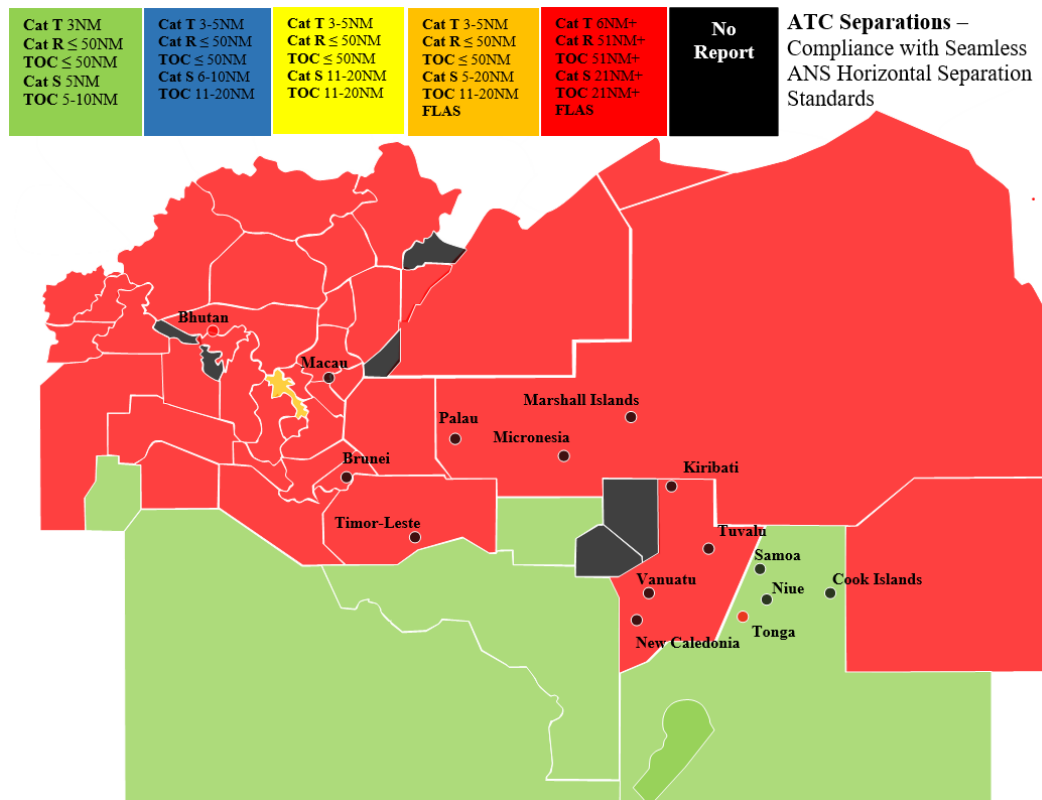 Cat T 3NM
Cat R ≤ 50NM
TOC ≤ 50NM
Cat S 5NM
TOC 5-10NM
Cat T 3-5NM
Cat R ≤ 50NM
TOC ≤ 50NM
Cat S 6-10NM
TOC 11-20NM
Cat T 3-5NM
Cat R ≤ 50NM
TOC ≤ 50NM
Cat S 11-20NM
TOC 11-20NM
Cat T 3-5NM
Cat R ≤ 50NM
TOC ≤ 50NM
Cat S 5-20NM
TOC 11-20NM
FLAS
Cat T 6NM+
Cat R 51NM+
TOC 51NM+
Cat S 21NM+
TOC 21NM+
FLAS
No
Report
ATC Separations –
Compliance with Seamless
ANS Horizontal Separation
Standards
Bhutan
Macau
Marshall Islands
Palau
Micronesia
Brunei
Kiribati
Timor-Leste
Tuvalu
Samoa
Vanuatu
Niue
Cook Islands
New Caledonia
Tonga